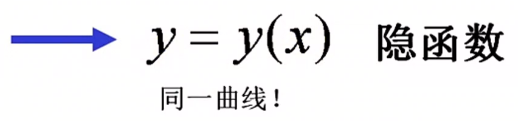 y = y(x) 隐函数
同一曲线！